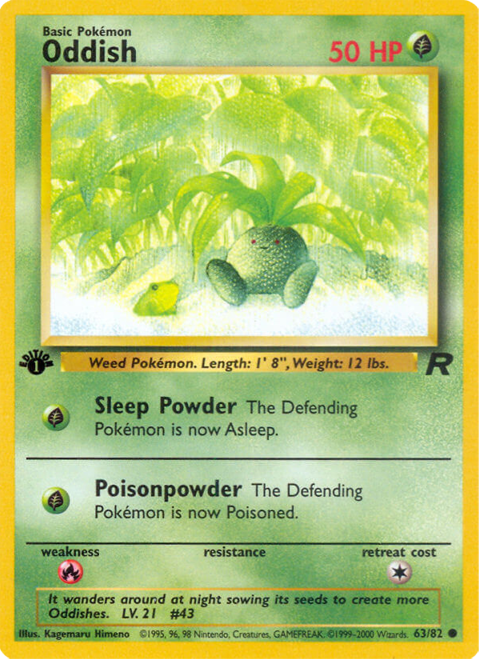 Basic Pokémon
Oddish 50 HP
EDITION
1
Weed Pokémon. Length: 1' 8", Weight: 12 lbs.
R
Sleep Powder The Defending
Pokémon is now Asleep.
Poisonpowder The Defending
Pokémon is now Poisoned.
weakness resistance retreat cost
It wanders around at night sowing its seeds to create more
Oddishes. LV. 21 #43
Illus. Kagemaru Himeno ©1995, 96, 98 Nintendo, Creatures, GAMEFREAK. ©1999-2000 Wizards. 63/82